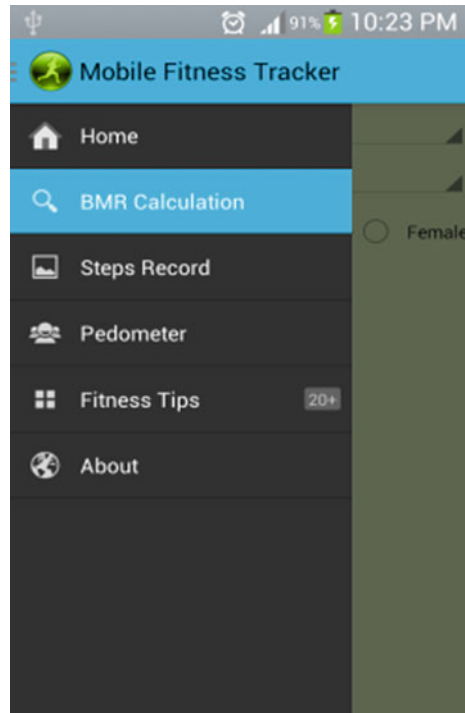 91% 10:23 PM
Mobile Fitness Tracker
Home
BMR Calculation
Female
Steps Record
Pedometer
Fitness Tips 20+
About